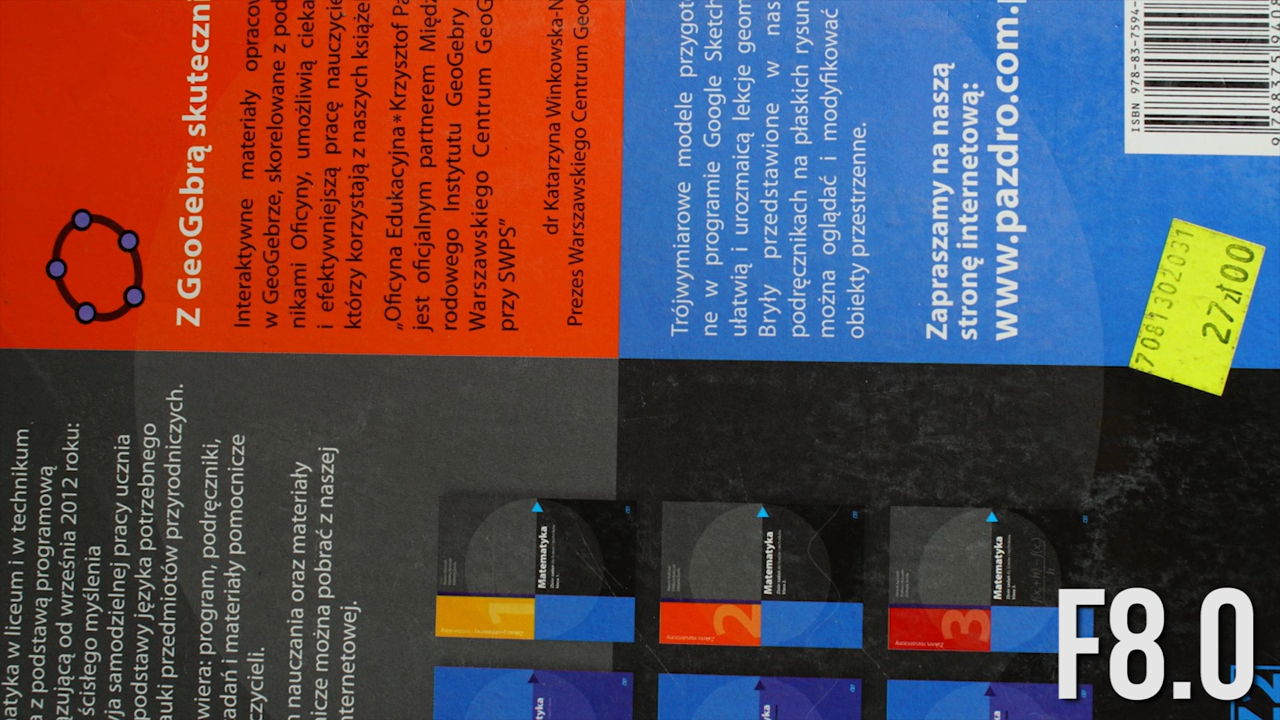 Z GeoGebrą skuteczni
Interaktywne materiały opraco
w GeoGebrze, skorelowane z pod
nikami Oficyny, umożliwią cieka
i efektywniejszą pracę nauczycie
którzy korzystają z naszych książe
„Oficyna Edukacyjna*Krzysztof Pa
jest oficjalnym partnerem Międz
rodowego Instytutu GeoGebry
Warszawskiego Centrum GeoG
przy SWPS”
dr Katarzyna Winkowska-N
Prezes Warszawskiego Centrum GeoG
Trójwymiarowe modele przygot
ne w programie Google Sketch
ułatwią i urozmaicą lekcje geom
Bryły przedstawione w nas
podręcznikach na płaskich rysun
można oglądać i modyfikować
obiekty przestrzenne.
Zapraszamy na naszą
stronę internetową:
www.pazdro.com.p
ISBN 978-83-7594-
7081302031
27zł00
atyka w liceum i w technikum
a z podstawą programową
ązującą od września 2012 roku:
ścisłego myślenia
yja samodzielnej pracy ucznia
podstawy języka potrzebnego
auki przedmiotów przyrodniczych.
wiera: program, podręczniki,
adań i materiały pomocnicze
czycieli.
n nauczania oraz materiały
nicze można pobrać z naszej
nternetowej.
Matematyka
1
Matematyka
2
Matematyka
3
F8.0